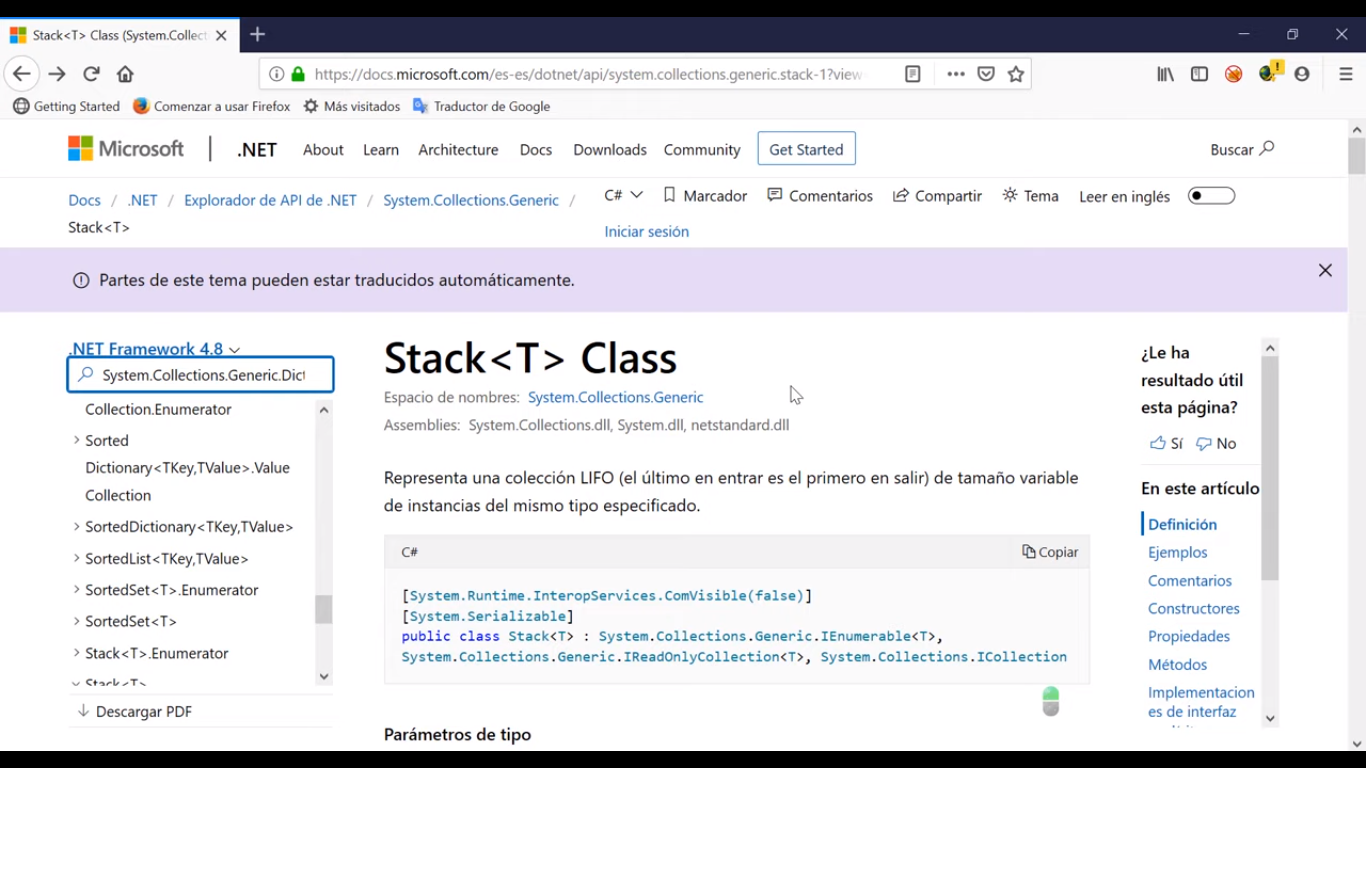 Stack<T> Class (System.Collect
https://docs.microsoft.com/es-es/dotnet/api/system.collections.generic.stack-1?view=
Getting Started Comenzar a usar Firefox Más visitados Traductor de Google
Microsoft .NET About Learn Architecture Docs Downloads Community Get Started Buscar
Docs / .NET / Explorador de API de .NET / System.Collections.Generic /
Stack<T>
C# Marcador Comentarios Compartir Tema Leer en inglés
Iniciar sesión
Partes de este tema pueden estar traducidos automáticamente.
.NET Framework 4.8
System.Collections.Generic.Dict
Collection.Enumerator
Sorted
Dictionary<TKey,TValue>.Value
Collection
SortedDictionary<TKey,TValue>
SortedList<TKey,TValue>
SortedSet<T>.Enumerator
SortedSet<T>
Stack<T>.Enumerator
Stack<T>
Descargar PDF
Stack<T> Class
Espacio de nombres: System.Collections.Generic
Assemblies: System.Collections.dll, System.dll, netstandard.dll
Representa una colección LIFO (el último en entrar es el primero en salir) de tamaño variable
de instancias del mismo tipo especificado.
C# Copiar
[System.Runtime.InteropServices.ComVisible(false)]
[System.Serializable]
public class Stack<T> : System.Collections.Generic.IEnumerable<T>,
System.Collections.Generic.IReadOnlyCollection<T>, System.Collections.ICollection
Parámetros de tipo
¿Le ha
resultado útil
esta página?
Sí No
En este artículo
Definición
Ejemplos
Comentarios
Constructores
Propiedades
Métodos
Implementacion
es de interfaz